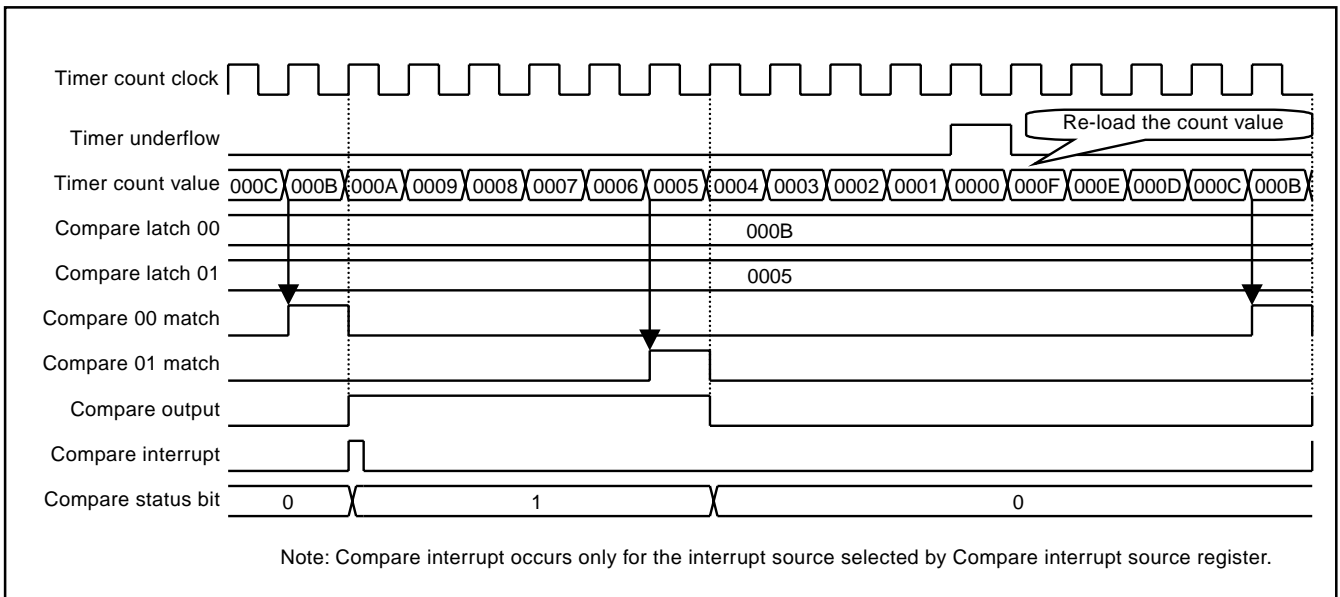 Timer count clock
Timer underflow
Re-load the count value
Timer count value 000C 000B 000A 0009 0008 0007 0006 0005 0004 0003 0002 0001 0000 000F 000E 000D 000C 000B
Compare latch 00 000B
Compare latch 01 0005
Compare 00 match
Compare 01 match
Compare output
Compare interrupt
Compare status bit 0 1 0
Note: Compare interrupt occurs only for the interrupt source selected by Compare interrupt source register.